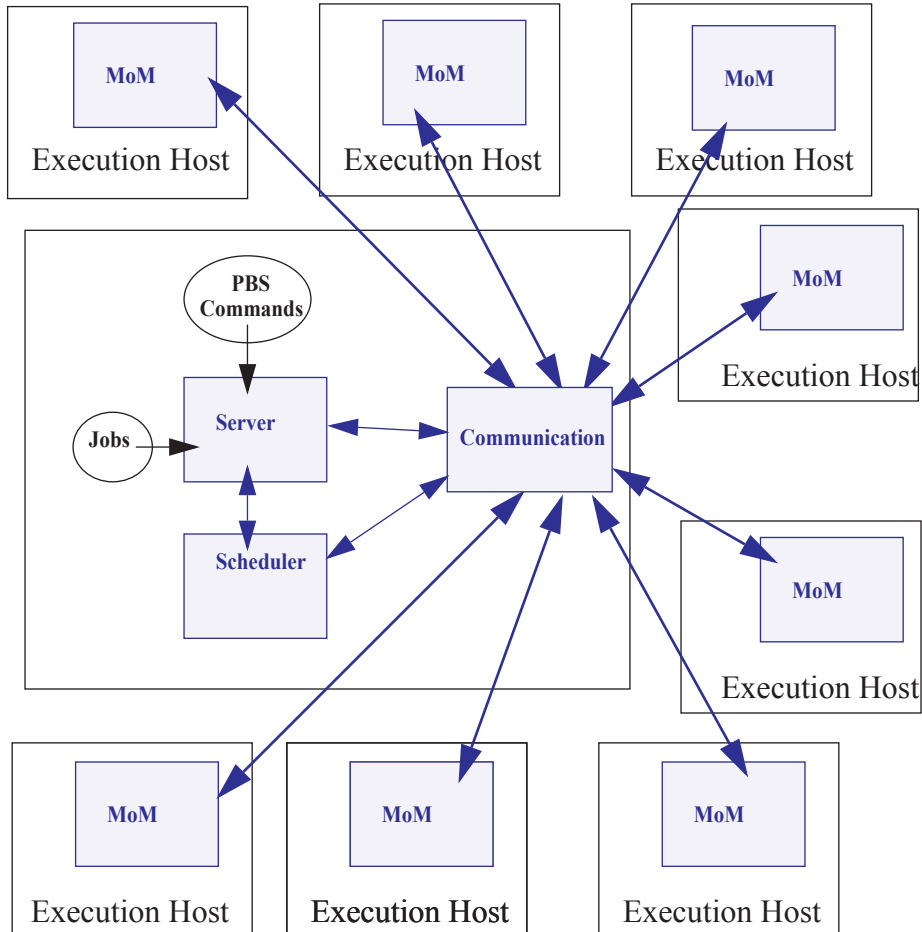 MoM
Execution Host
MoM
Execution Host
MoM
Execution Host
MoM
Execution Host
PBS
Commands
Jobs
Server
Communication
Scheduler
MoM
Execution Host
MoM
Execution Host
MoM
Execution Host
MoM
Execution Host